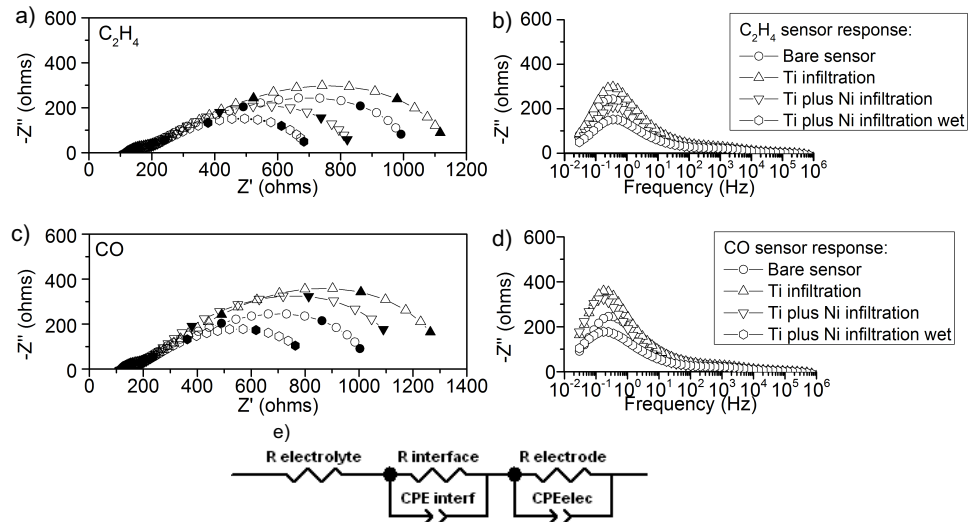 a)
C₂H₄
600
400
200
0
-Z'' (ohms)
0 200 400 600 800 1000 1200
Z' (ohms)
b)
600
400
200
0
-Z'' (ohms)
10⁻² 10⁻¹ 10⁰ 10¹ 10² 10³ 10⁴ 10⁵ 10⁶
Frequency (Hz)
C₂H₄ sensor response:
Bare sensor
Ti infiltration
Ti plus Ni infiltration
Ti plus Ni infiltration wet
c)
CO
600
400
200
0
-Z'' (ohms)
0 200 400 600 800 1000 1200 1400
Z' (ohms)
d)
600
400
200
0
-Z'' (ohms)
10⁻² 10⁻¹ 10⁰ 10¹ 10² 10³ 10⁴ 10⁵ 10⁶
Frequency (Hz)
CO sensor response:
Bare sensor
Ti infiltration
Ti plus Ni infiltration
Ti plus Ni infiltration wet
e)
R electrolyte R interface R electrode
CPE interf CPEelec